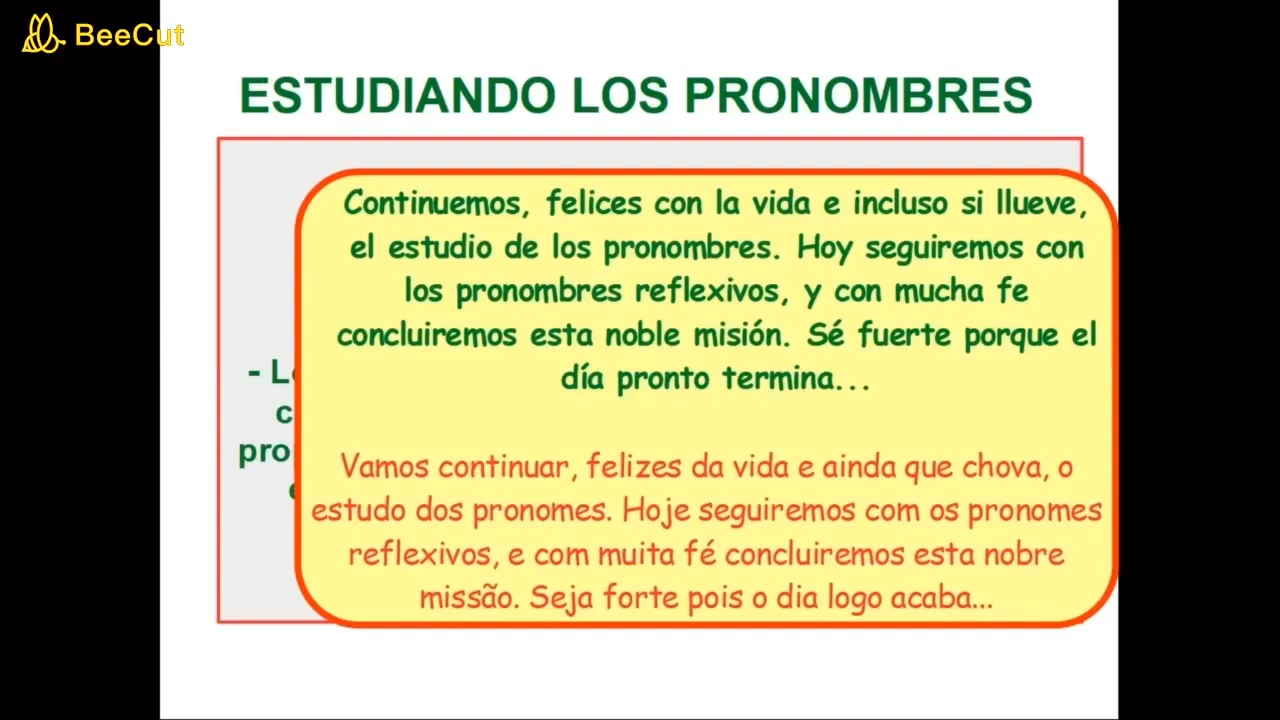 BeeCut
ESTUDIANDO LOS PRONOMBRES
Continuemos, felices con la vida e incluso si llueve,
el estudio de los pronombres. Hoy seguiremos con
los pronombres reflexivos, y con mucha fe
concluiremos esta noble misión. Sé fuerte porque el
día pronto termina...
Vamos continuar, felizes da vida e ainda que chova, o
estudo dos pronomes. Hoje seguiremos com os pronomes
reflexivos, e com muita fé concluiremos esta nobre
missão. Seja forte pois o dia logo acaba...